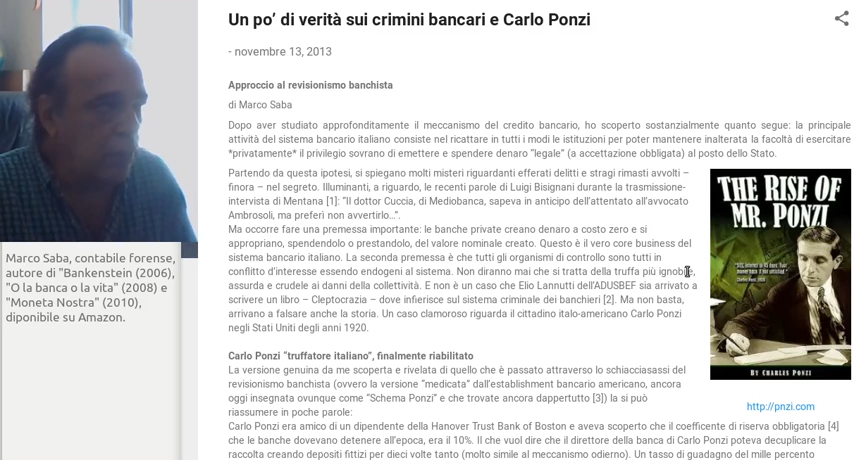 Un po’ di verità sui crimini bancari e Carlo Ponzi
- novembre 13, 2013
Approccio al revisionismo banchista
di Marco Saba
Dopo aver studiato approfonditamente il meccanismo del credito bancario, ho scoperto sostanzialmente quanto segue: la principale
attività del sistema bancario italiano consiste nel ricattare in tutti i modi le istituzioni per poter mantenere inalterata la facoltà di esercitare
*privatamente* il privilegio sovrano di emettere e spendere denaro “legale” (a accettazione obbligata) al posto dello Stato.
Partendo da questa ipotesi, si spiegano molti misteri riguardanti efferati delitti e stragi rimasti avvolti –
finora – nel segreto. Illuminanti, a riguardo, le recenti parole di Luigi Bisignani durante la trasmissione-
intervista di Mentana [1]: “Il dottor Cuccia, di Mediobanca, sapeva in anticipo dell’attentato all’avvocato
Ambrosoli, ma preferì non avvertirlo...”.
Ma occorre fare una premessa importante: le banche private creano denaro a costo zero e si
appropriano, spendendolo o prestandolo, del valore nominale creato. Questo è il vero core business del
sistema bancario italiano. La seconda premessa è che tutti gli organismi di controllo sono tutti in
conflitto d’interesse essendo endogeni al sistema. Non diranno mai che si tratta della truffa più ignobile,
assurda e crudele ai danni della collettività. E non è un caso che Elio Lannutti dell’ADUSBEF sia arrivato a
scrivere un libro – Cleptocrazia – dove infierisce sul sistema criminale dei banchieri [2]. Ma non basta,
arrivano a falsare anche la storia. Un caso clamoroso riguarda il cittadino italo-americano Carlo Ponzi
negli Stati Uniti degli anni 1920.
THE RISE OF
MR. PONZI
BY CHARLES PONZI
http://pnzi.com
Carlo Ponzi “truffatore italiano”, finalmente riabilitato
La versione genuina da me scoperta e rivelata di quello che è passato attraverso lo schiacciasassi del
revisionismo banchista (ovvero la versione “medicata” dall’establishment bancario americano, ancora
oggi insegnata ovunque come “Schema Ponzi” e che trovate ancora dappertutto [3]) la si può
riassumere in poche parole:
Carlo Ponzi era amico di un dipendente della Hanover Trust Bank of Boston e aveva scoperto che il coefficente di riserva obbligatoria [4]
che le banche dovevano detenere all’epoca, era il 10%. Il che vuol dire che il direttore della banca di Carlo Ponzi poteva decuplicare la
raccolta creando depositi fittizi per dieci volte tanto (molto simile al meccanismo odierno). Un tasso di guadagno del mille percento
Marco Saba, contabile forense,
autore di "Bankenstein (2006),
"O la banca o la vita" (2008) e
"Moneta Nostra" (2010),
diponibile su Amazon.